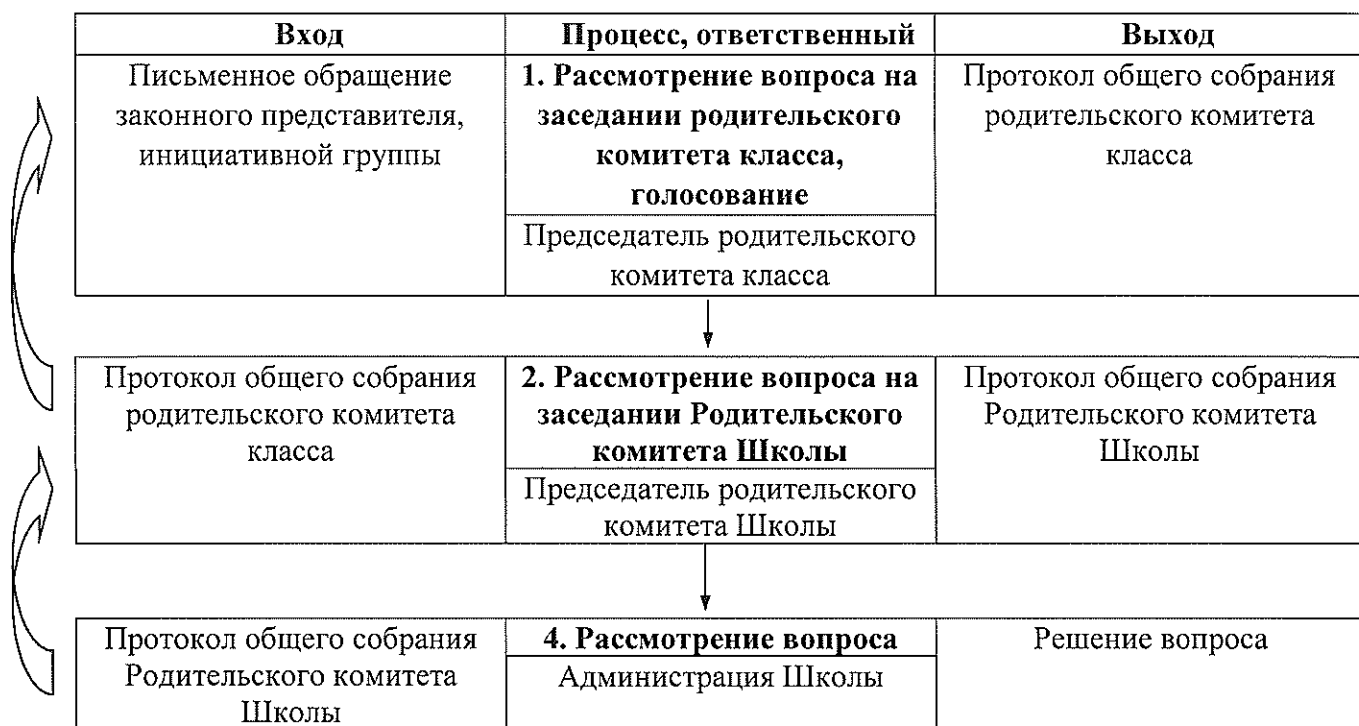 Вход
Процесс, ответственный
Выход
Письменное обращение
законного представителя,
инициативной группы
1. Рассмотрение вопроса на
заседании родительского
комитета класса,
голосование
Председатель родительского
комитета класса
Протокол общего собрания
родительского комитета
класса
Протокол общего собрания
родительского комитета
класса
2. Рассмотрение вопроса на
заседании Родительского
комитета Школы
Председатель родительского
комитета Школы
Протокол общего собрания
Родительского комитета
Школы
Протокол общего собрания
Родительского комитета
Школы
4. Рассмотрение вопроса
Администрация Школы
Решение вопроса